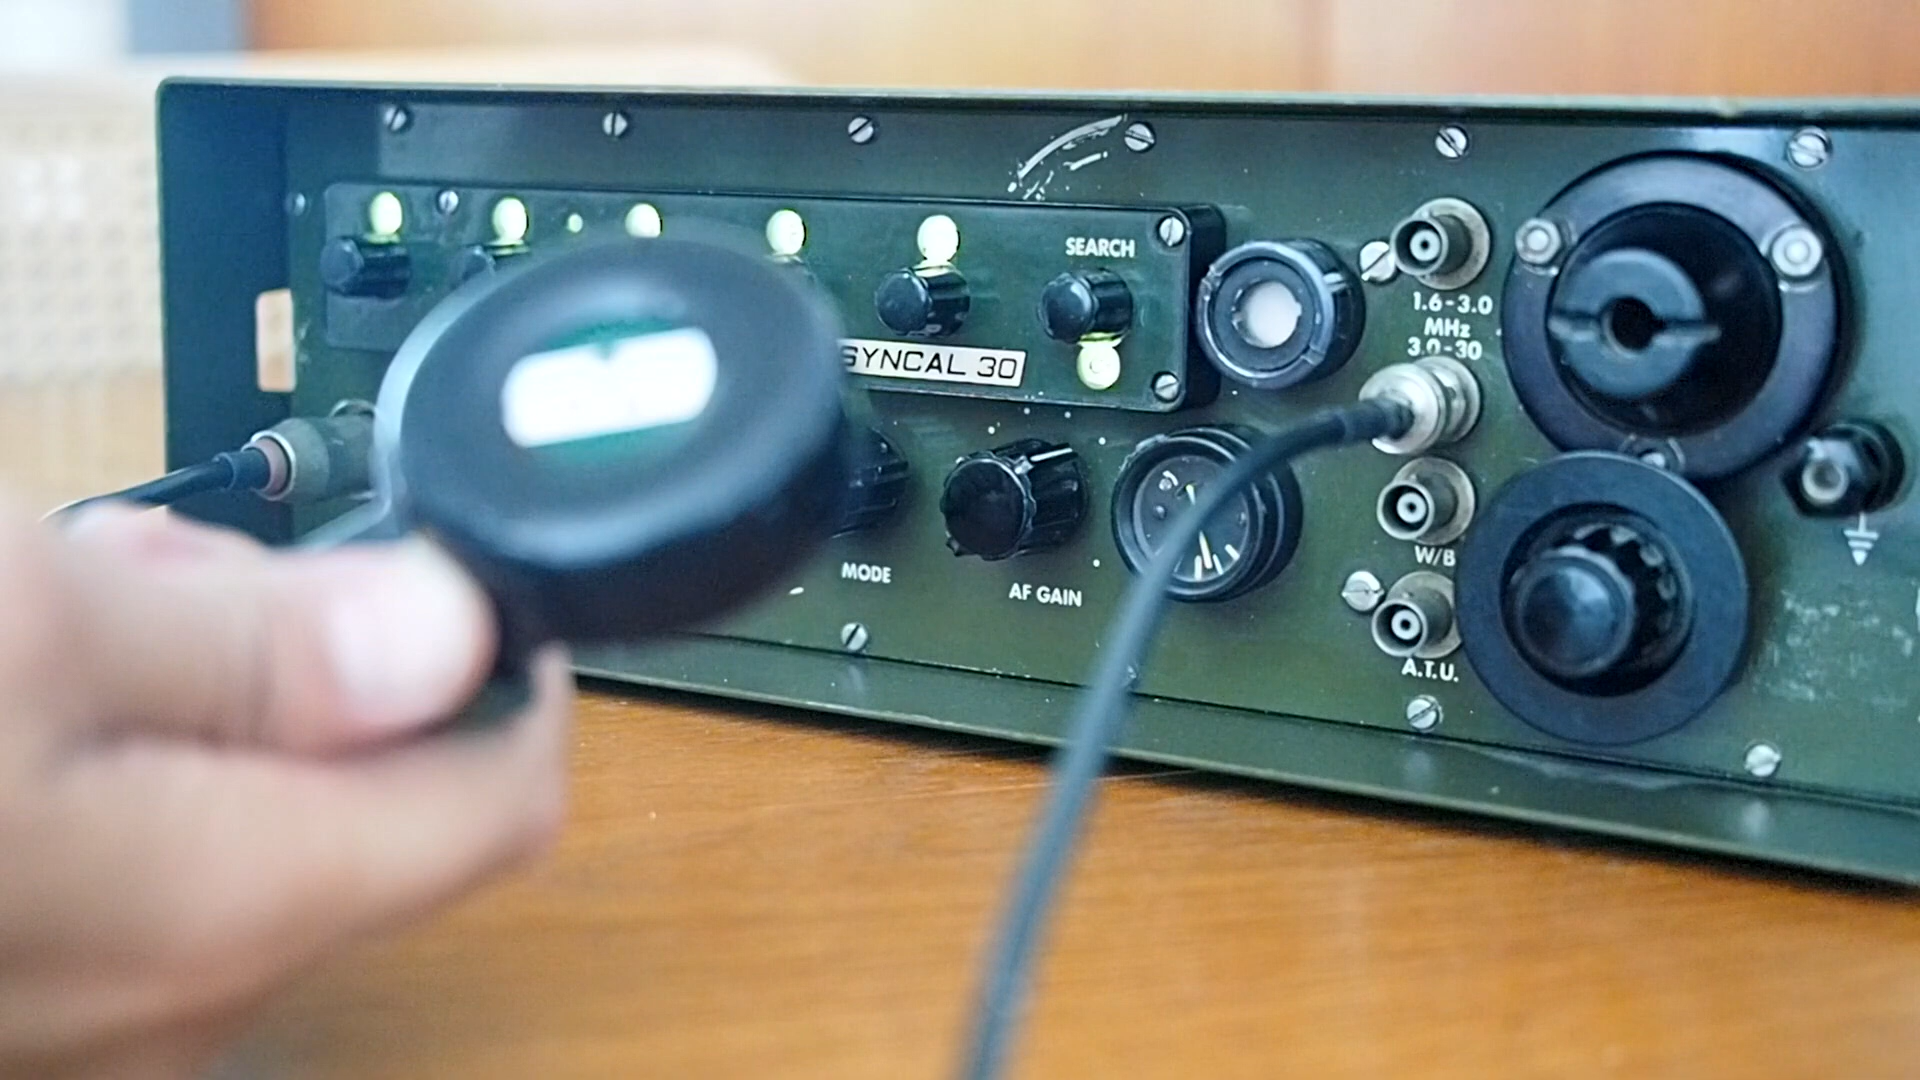 SEARCH
SYNCAL 30
1.6-3.0
MHz
3.0-30
W/B
A.T.U.
MODE
AF GAIN